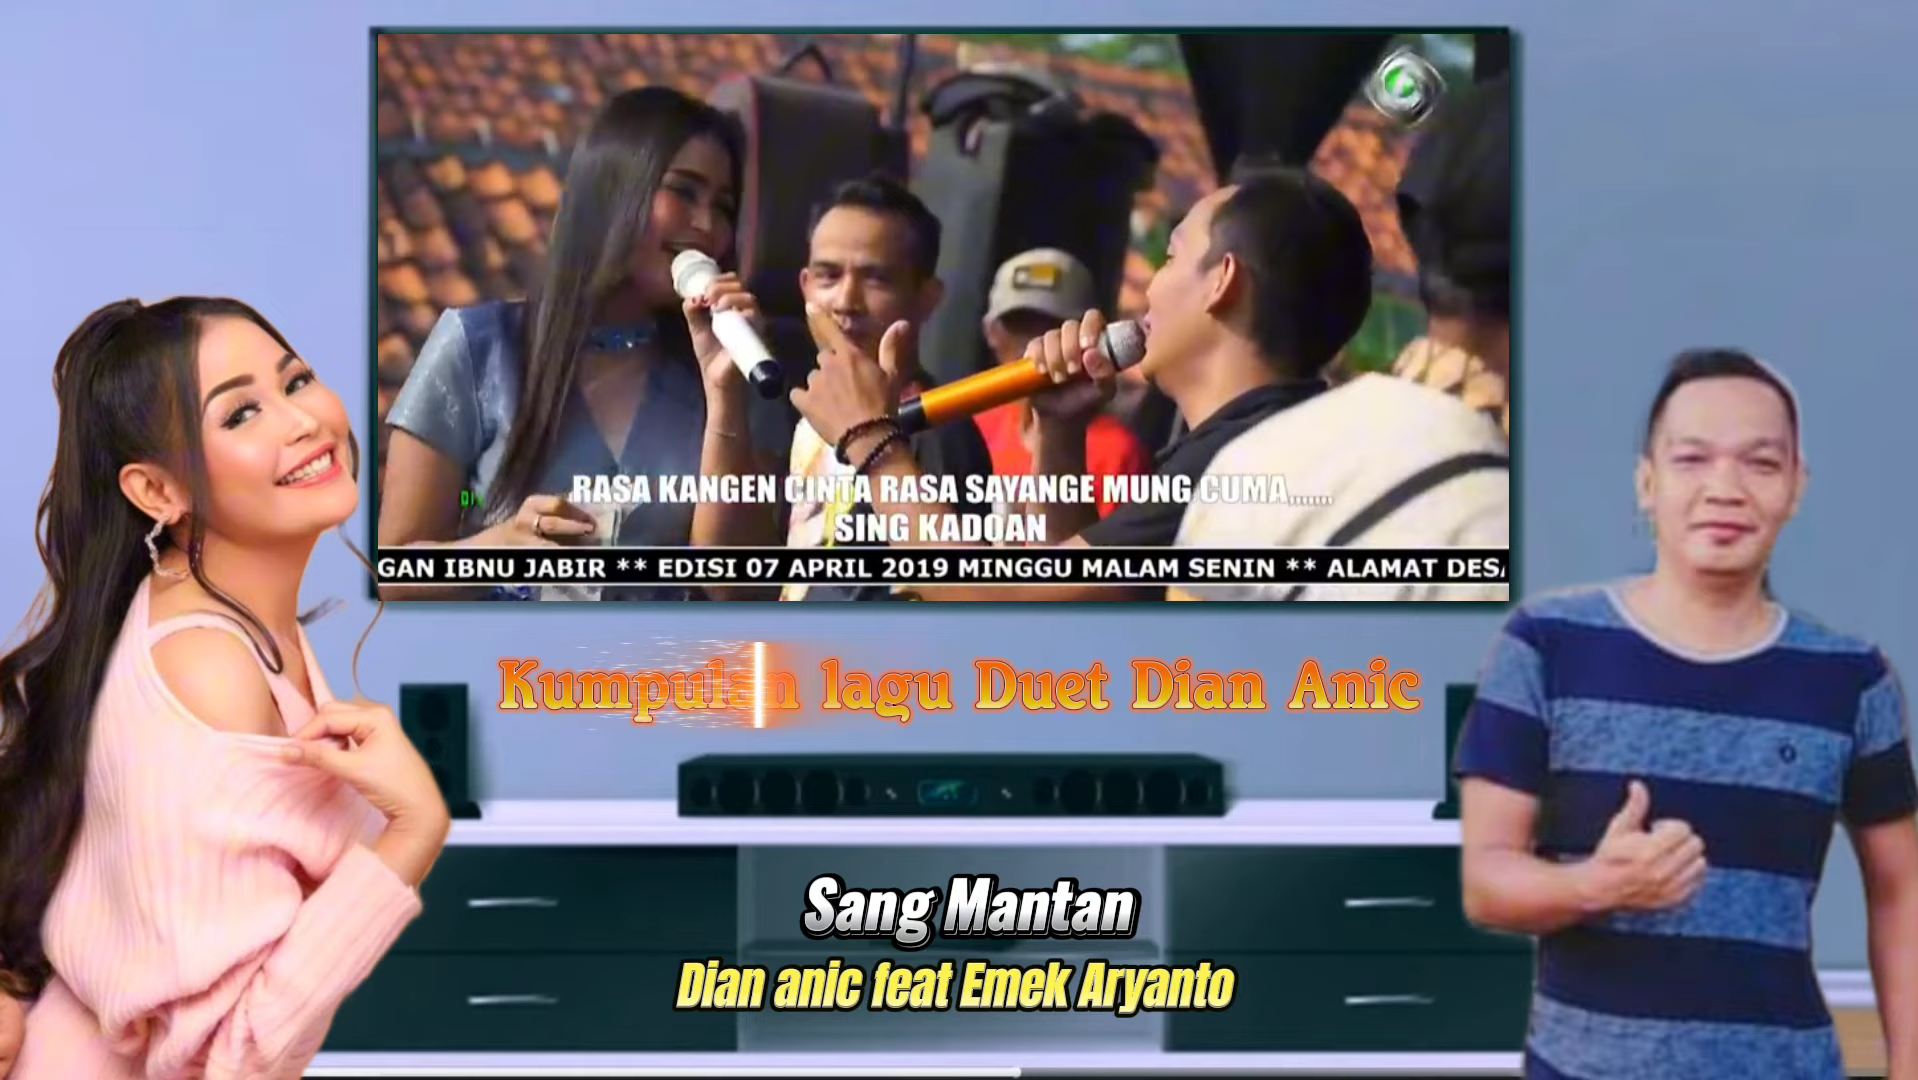 RASA KANGEN CINTA RASA SAYANGE MUNG CUMA.......
SING KADOAN
GAN IBNU JABIR ** EDISI 07 APRIL 2019 MINGGU MALAM SENIN ** ALAMAT DESA
Kumpulan lagu Duet Dian Anic
Sang Mantan
Dian anic feat Emek Aryanto